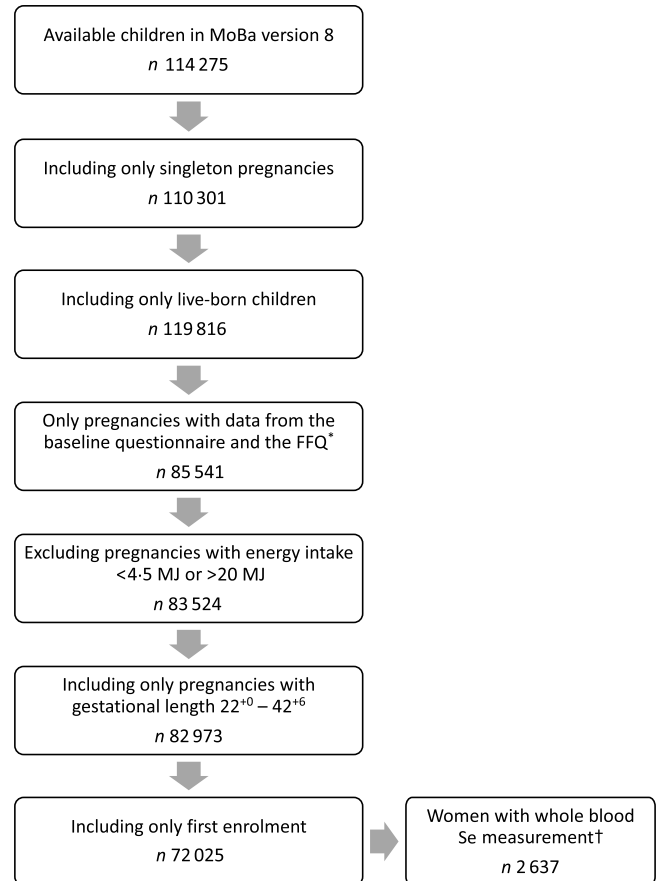 Available children in MoBa version 8
n 114 275
Including only singleton pregnancies
n 110 301
Including only live-born children
n 119 816
Only pregnancies with data from the
baseline questionnaire and the FFQ*
n 85 541
Excluding pregnancies with energy intake
<4·5 MJ or >20 MJ
n 83 524
Including only pregnancies with
gestational length 22+0 – 42+6
n 82 973
Including only first enrolment
n 72 025
Women with whole blood
Se measurement†
n 2 637